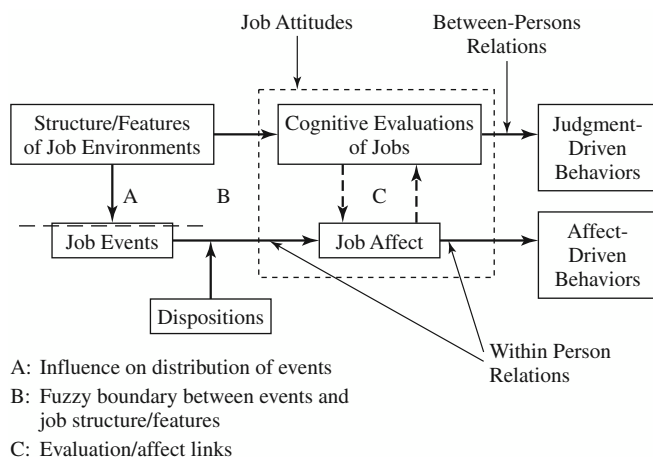 Job Attitudes
Between-Persons
Relations
Structure/Features
of Job Environments
Cognitive Evaluations
of Jobs
Judgment-
Driven
Behaviors
A
B
C
Job Events
Job Affect
Affect-
Driven
Behaviors
Dispositions
Within Person
Relations
A: Influence on distribution of events
B: Fuzzy boundary between events and
job structure/features
C: Evaluation/affect links